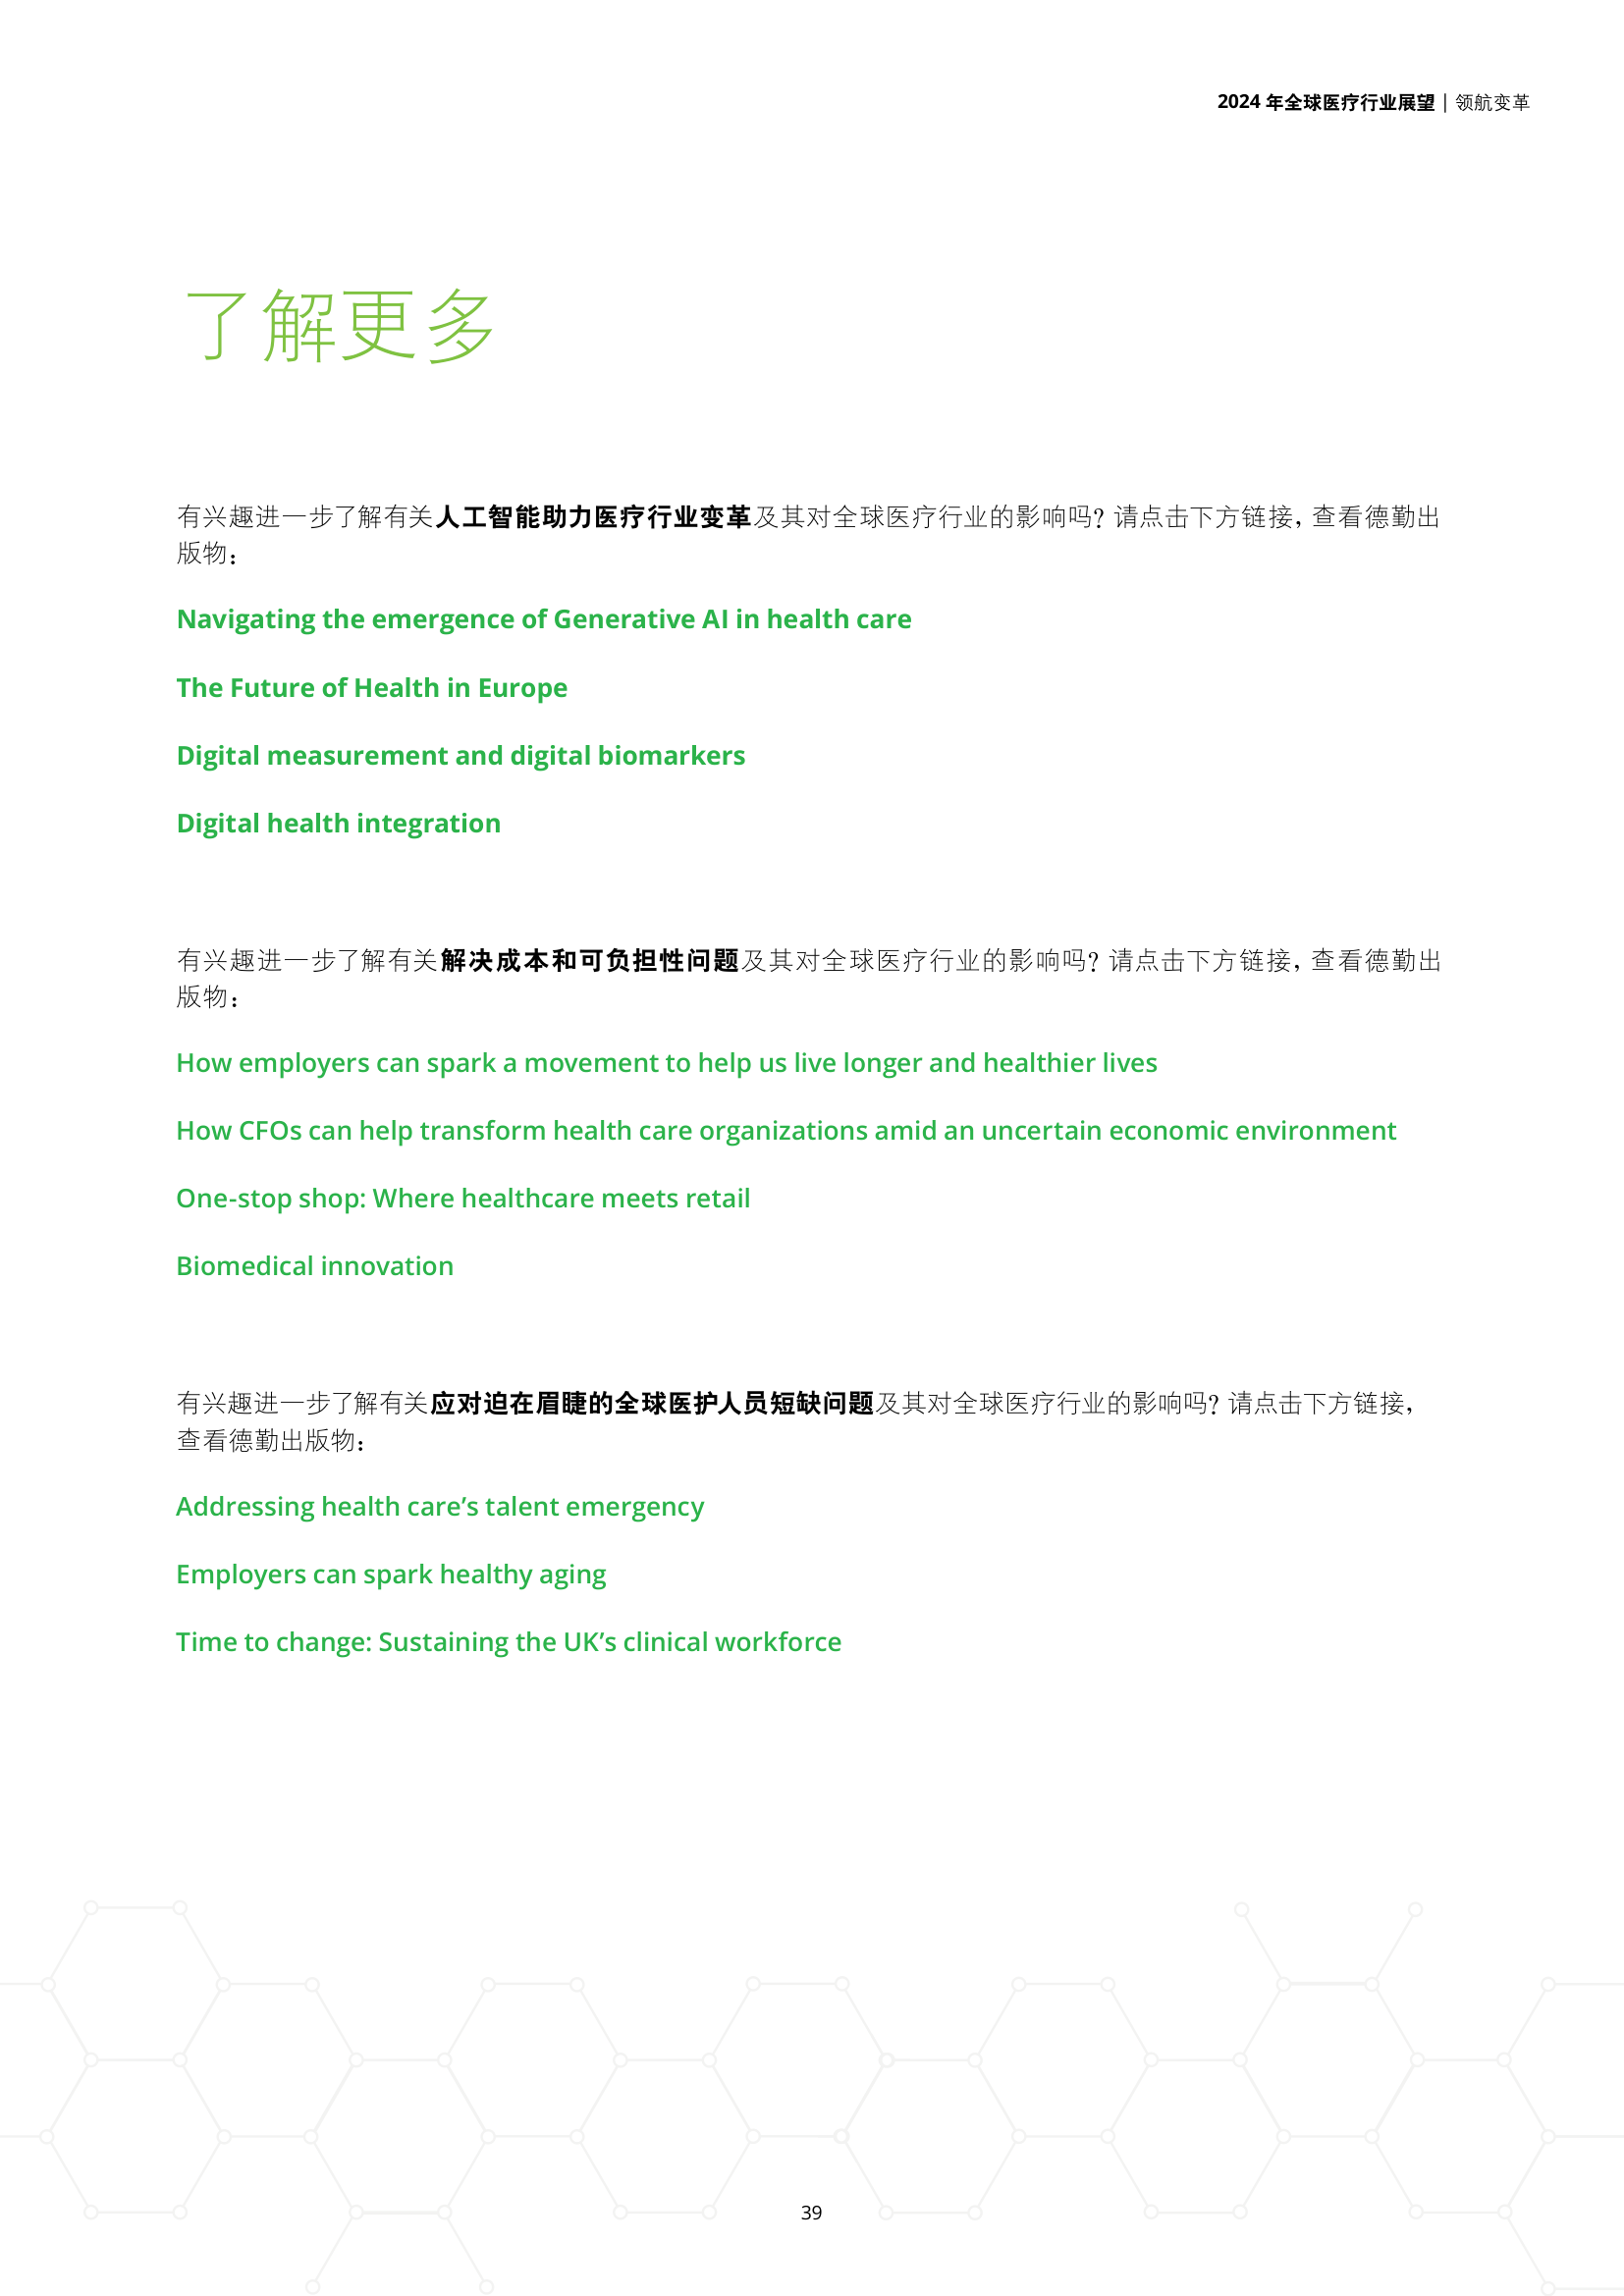 2024 年全球医疗行业展望 | 领航变革
了解更多
有兴趣进一步了解有关人工智能助力医疗行业变革及其对全球医疗行业的影响吗？请点击下方链接，查看德勤出
版物：
Navigating the emergence of Generative AI in health care
The Future of Health in Europe
Digital measurement and digital biomarkers
Digital health integration
有兴趣进一步了解有关解决成本和可负担性问题及其对全球医疗行业的影响吗？请点击下方链接，查看德勤出
版物：
How employers can spark a movement to help us live longer and healthier lives
How CFOs can help transform health care organizations amid an uncertain economic environment
One-stop shop: Where healthcare meets retail
Biomedical innovation
有兴趣进一步了解有关应对迫在眉睫的全球医护人员短缺问题及其对全球医疗行业的影响吗？请点击下方链接，
查看德勤出版物：
Addressing health care’s talent emergency
Employers can spark healthy aging
Time to change: Sustaining the UK’s clinical workforce
39